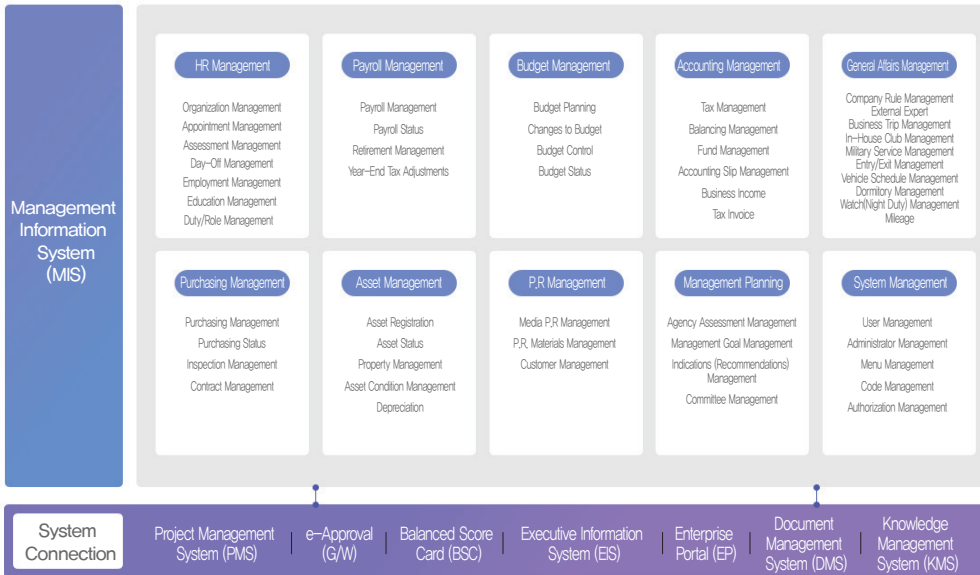 Management
Information
System
(MIS)
HR Management
Organization Management
Appointment Management
Assessment Management
Day-Off Management
Employment Management
Education Management
Duty/Role Management
Payroll Management
Payroll Management
Payroll Status
Retirement Management
Year-End Tax Adjustments
Budget Management
Budget Planning
Changes to Budget
Budget Control
Budget Status
Accounting Management
Tax Management
Balancing Management
Fund Management
Accounting Slip Management
Business Income
Tax Invoice
General Affairs Management
Company Rule Management
External Expert
Business Trip Management
In-House Club Management
Military Service Management
Entry/Exit Management
Vehicle Schedule Management
Dormitory Management
Watch(Night Duty) Management
Mileage
Purchasing Management
Purchasing Management
Purchasing Status
Inspection Management
Contract Management
Asset Management
Asset Registration
Asset Status
Property Management
Asset Condition Management
Depreciation
P.R Management
Media P.R Management
P.R. Materials Management
Customer Management
Management Planning
Agency Assessment Management
Management Goal Management
Indications (Recommendations)
Management
Committee Management
System Management
User Management
Administrator Management
Menu Management
Code Management
Authorization Management
System
Connection
Project Management
System (PMS)
e-Approval
(G/W)
Balanced Score
Card (BSC)
Executive Information
System (EIS)
Enterprise
Portal (EP)
Document
Management
System (DMS)
Knowledge
Management
System (KMS)